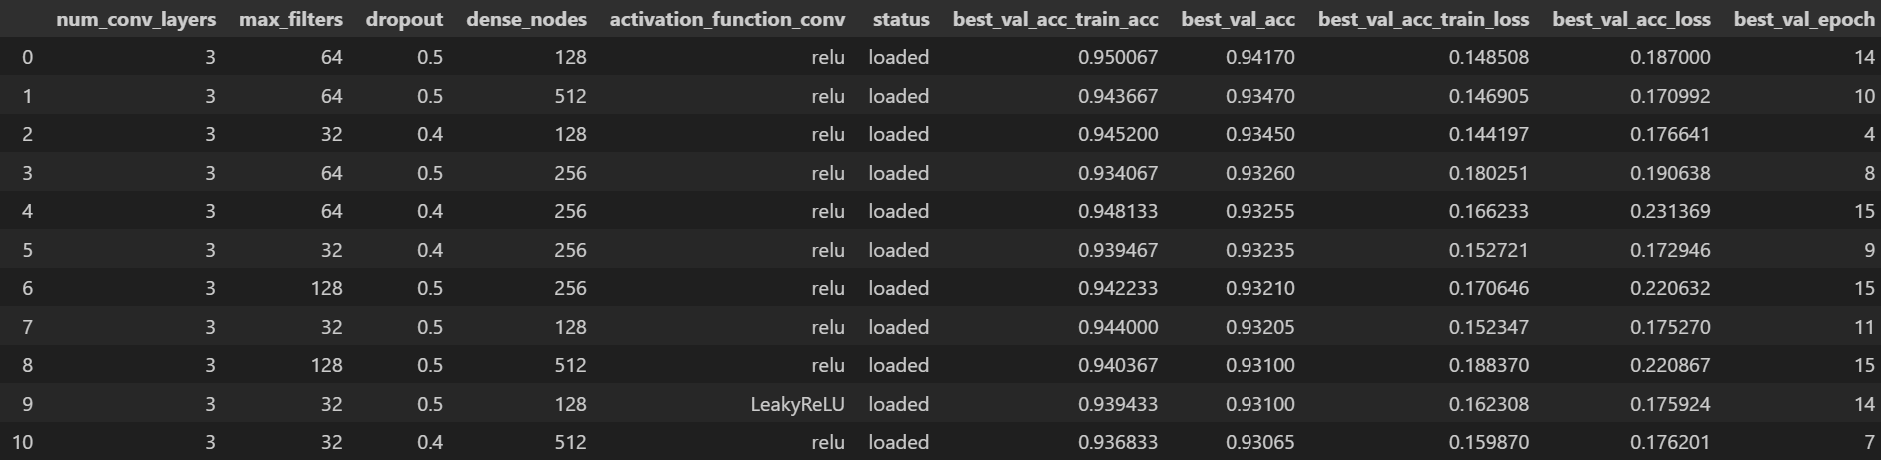 num_conv_layers max_filters dropout dense_nodes activation_function_conv status best_val_acc_train_acc best_val_acc best_val_acc_train_loss best_val_acc_loss best_val_epoch
0 3 64 0.5 128 relu loaded 0.950067 0.94170 0.148508 0.187000 14
1 3 64 0.5 512 relu loaded 0.943667 0.93470 0.146905 0.170992 10
2 3 32 0.4 128 relu loaded 0.945200 0.93450 0.144197 0.176641 4
3 3 64 0.5 256 relu loaded 0.934067 0.93260 0.180251 0.190638 8
4 3 64 0.4 256 relu loaded 0.948133 0.93255 0.166233 0.231369 15
5 3 32 0.4 256 relu loaded 0.939467 0.93235 0.152721 0.172946 9
6 3 128 0.5 256 relu loaded 0.942233 0.93210 0.170646 0.220632 15
7 3 32 0.5 128 relu loaded 0.944000 0.93205 0.152347 0.175270 11
8 3 128 0.5 512 relu loaded 0.940367 0.93100 0.188370 0.220867 15
9 3 32 0.5 128 LeakyReLU loaded 0.939433 0.93100 0.162308 0.175924 14
10 3 32 0.4 512 relu loaded 0.936833 0.93065 0.159870 0.176201 7